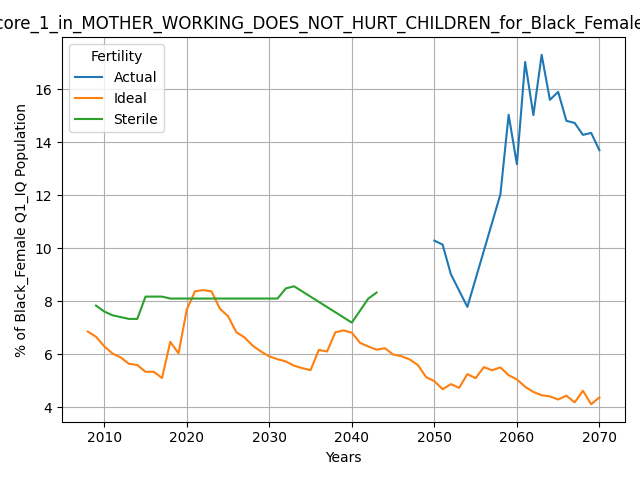 core_1_in_MOTHER_WORKING_DOES_NOT_HURT_CHILDREN_for_Black_Female
Fertility
Actual
Ideal
Sterile
% of Black_Female Q1_IQ Population
16
14
12
10
8
6
4
2010 2020 2030 2040 2050 2060 2070
Years